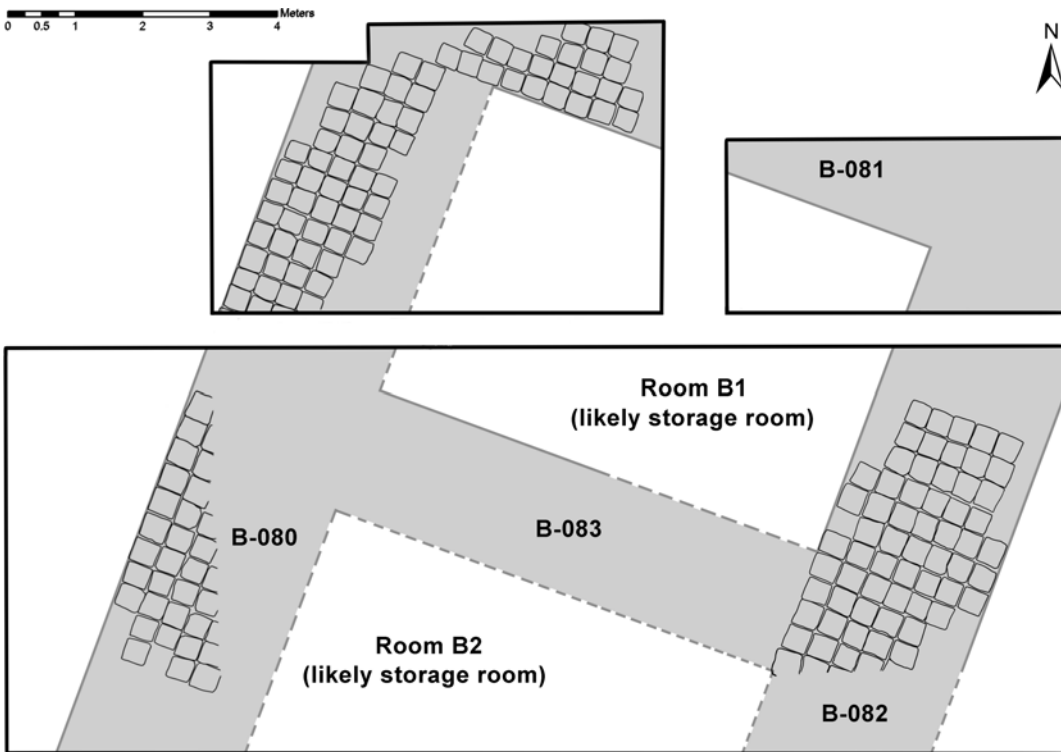 Meters
0 0.5 1 2 3 4
N
B-081
Room B1
(likely storage room)
B-080
B-083
Room B2
(likely storage room)
B-082